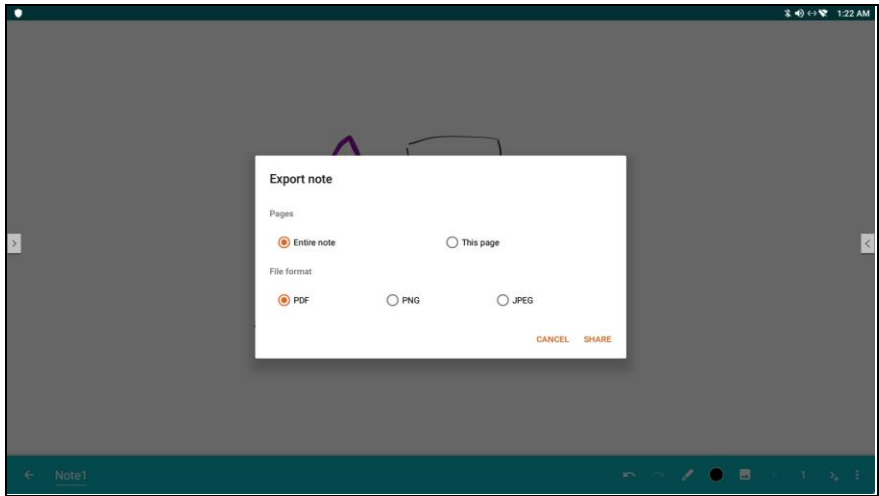 1:22 AM
Export note
Pages
Entire note This page
File format
PDF PNG JPEG
CANCEL SHARE
Note1 1